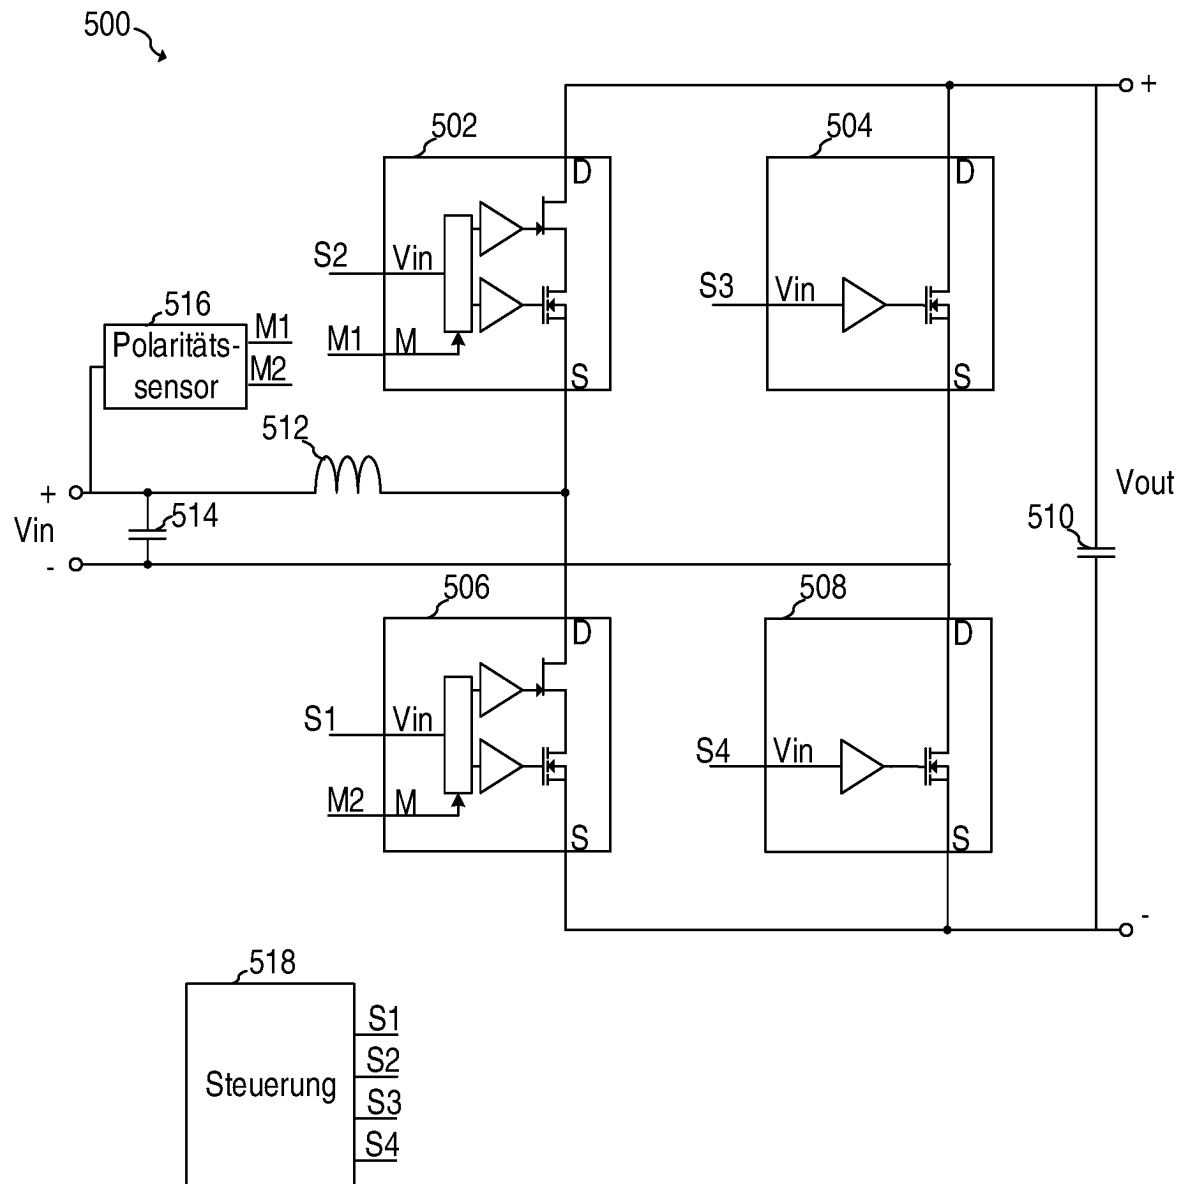 500
+
502
504
D
D
S2
Vin
S3
Vin
516
M1
Polaritäts-
sensor
M2
M1
M
S
S
512
+
Vin
-
514
Vout
510
506
508
D
D
S1
Vin
S4
Vin
M2
M
S
S
-
518
Steuerung
S1
S2
S3
S4